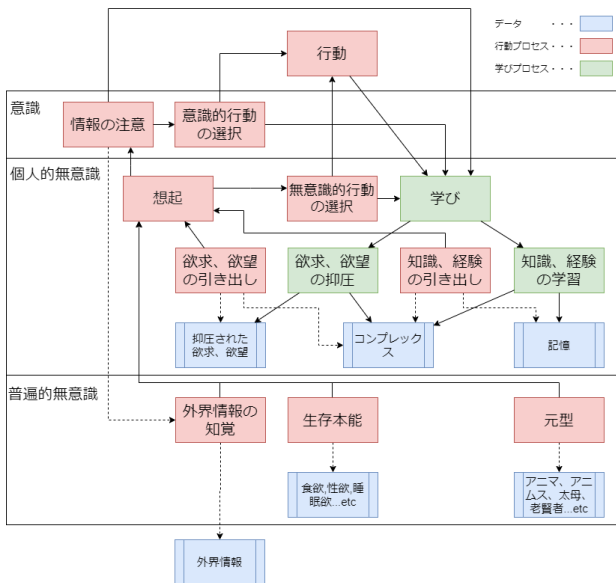 データ ・・・
行動プロセス・・・
学びプロセス・・・
行動
意識
情報の注意
意識的行動
の選択
個人的無意識
想起
無意識的行動
の選択
学び
欲求、欲望
の引き出し
欲求、欲望
の抑圧
知識、経験
の引き出し
知識、経験
の学習
抑圧された
欲求、欲望
コンプレック
ス
記憶
普遍的無意識
外界情報の
知覚
生存本能
元型
食欲,性欲,睡
眠欲...etc
アニマ、アニ
ムス、太母、
老賢者...etc
外界情報